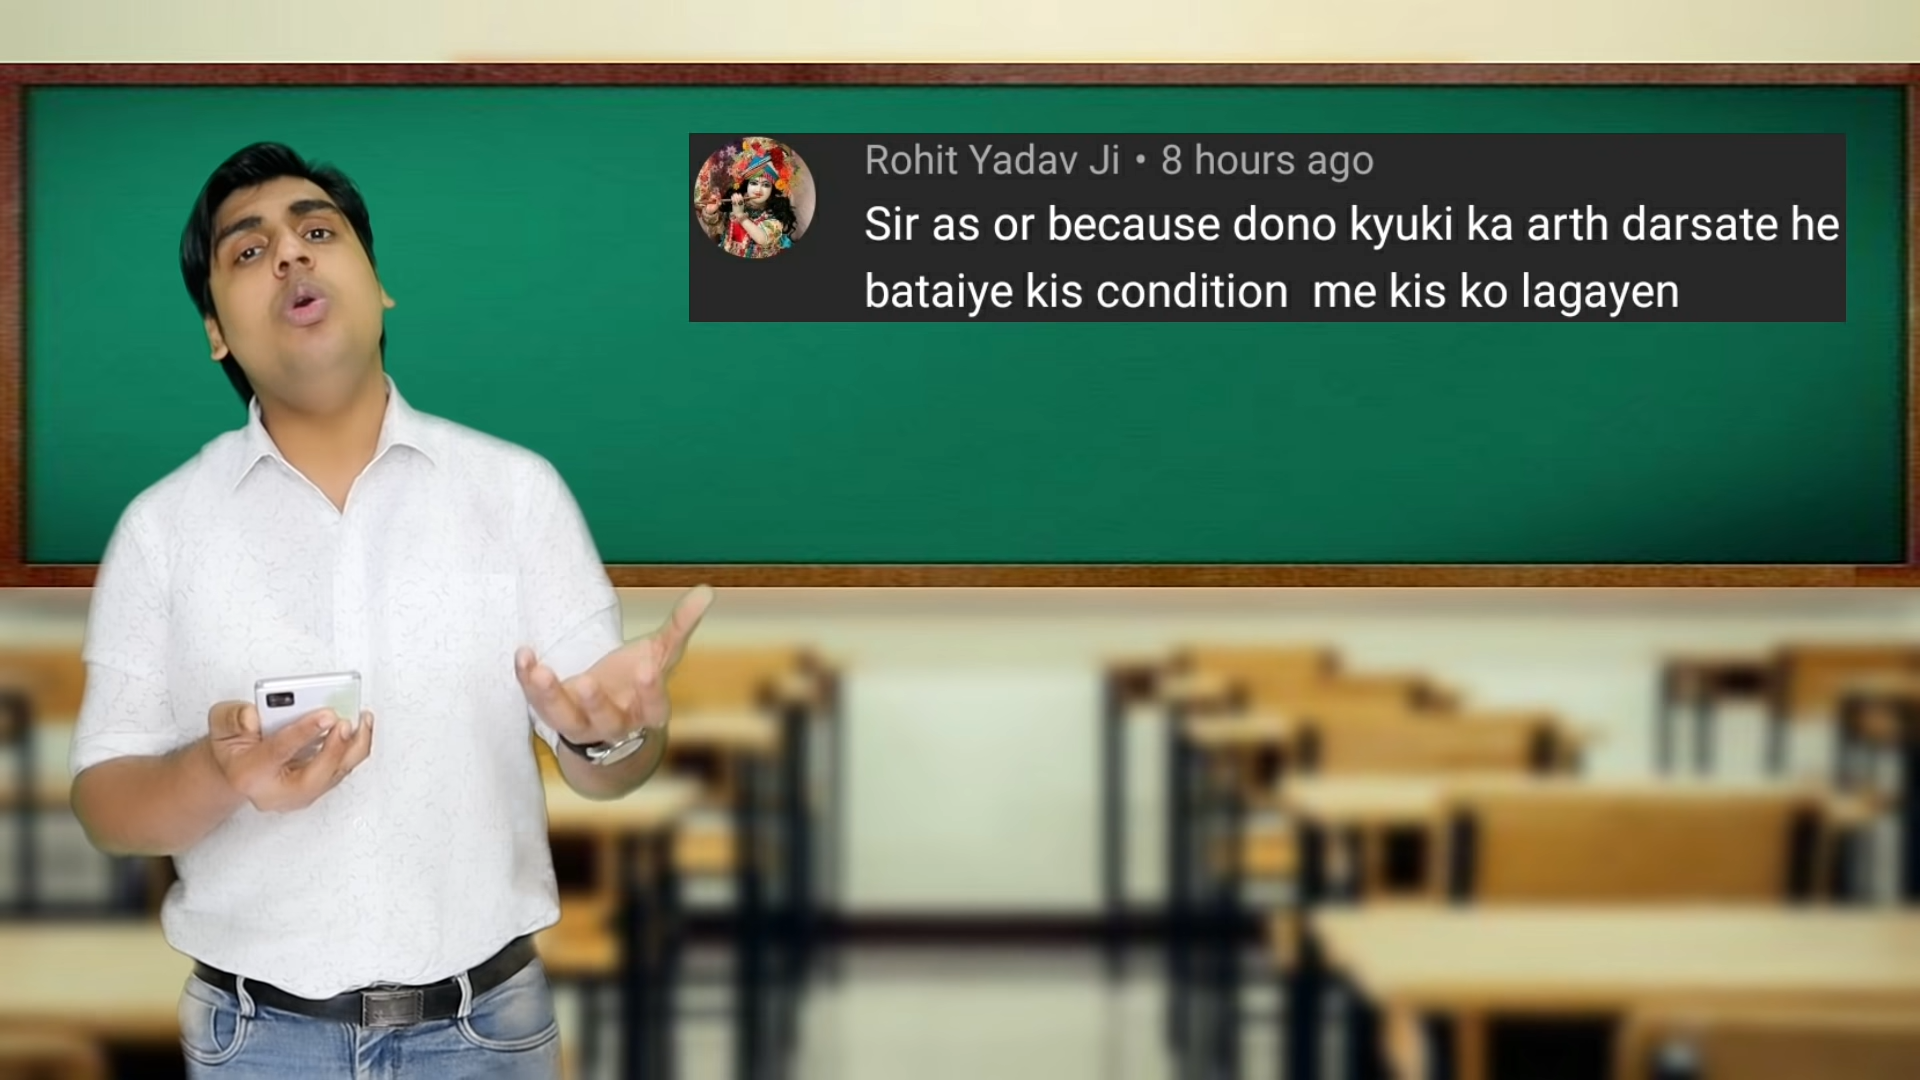 Rohit Yadav Ji • 8 hours ago
Sir as or because dono kyuki ka arth darsate he
bataiye kis condition me kis ko lagayen